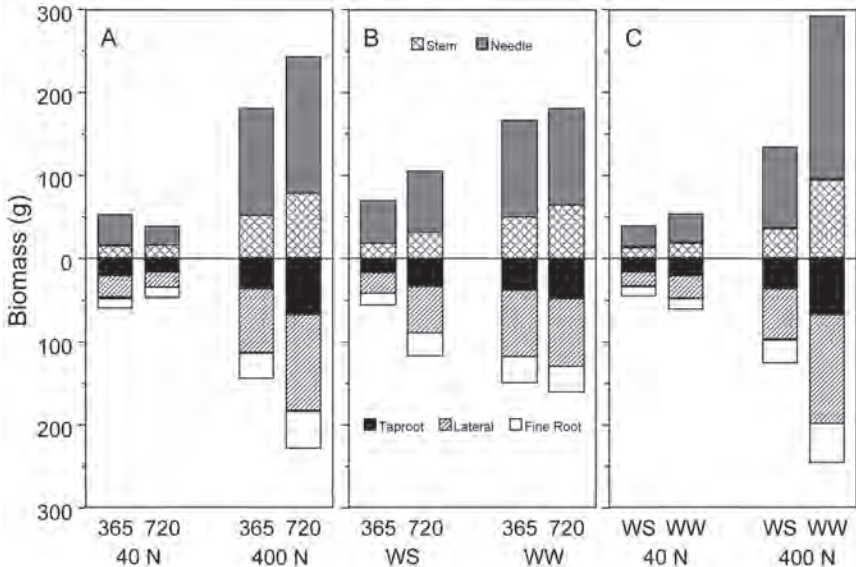 300
200
100
0
100
200
300
Biomass (g)
A
B
C
Stem Needle
Taproot Lateral Fine Root
365 720 365 720 365 720 365 720 WS WW WS WW
40 N 400 N WS WW 40 N 400 N